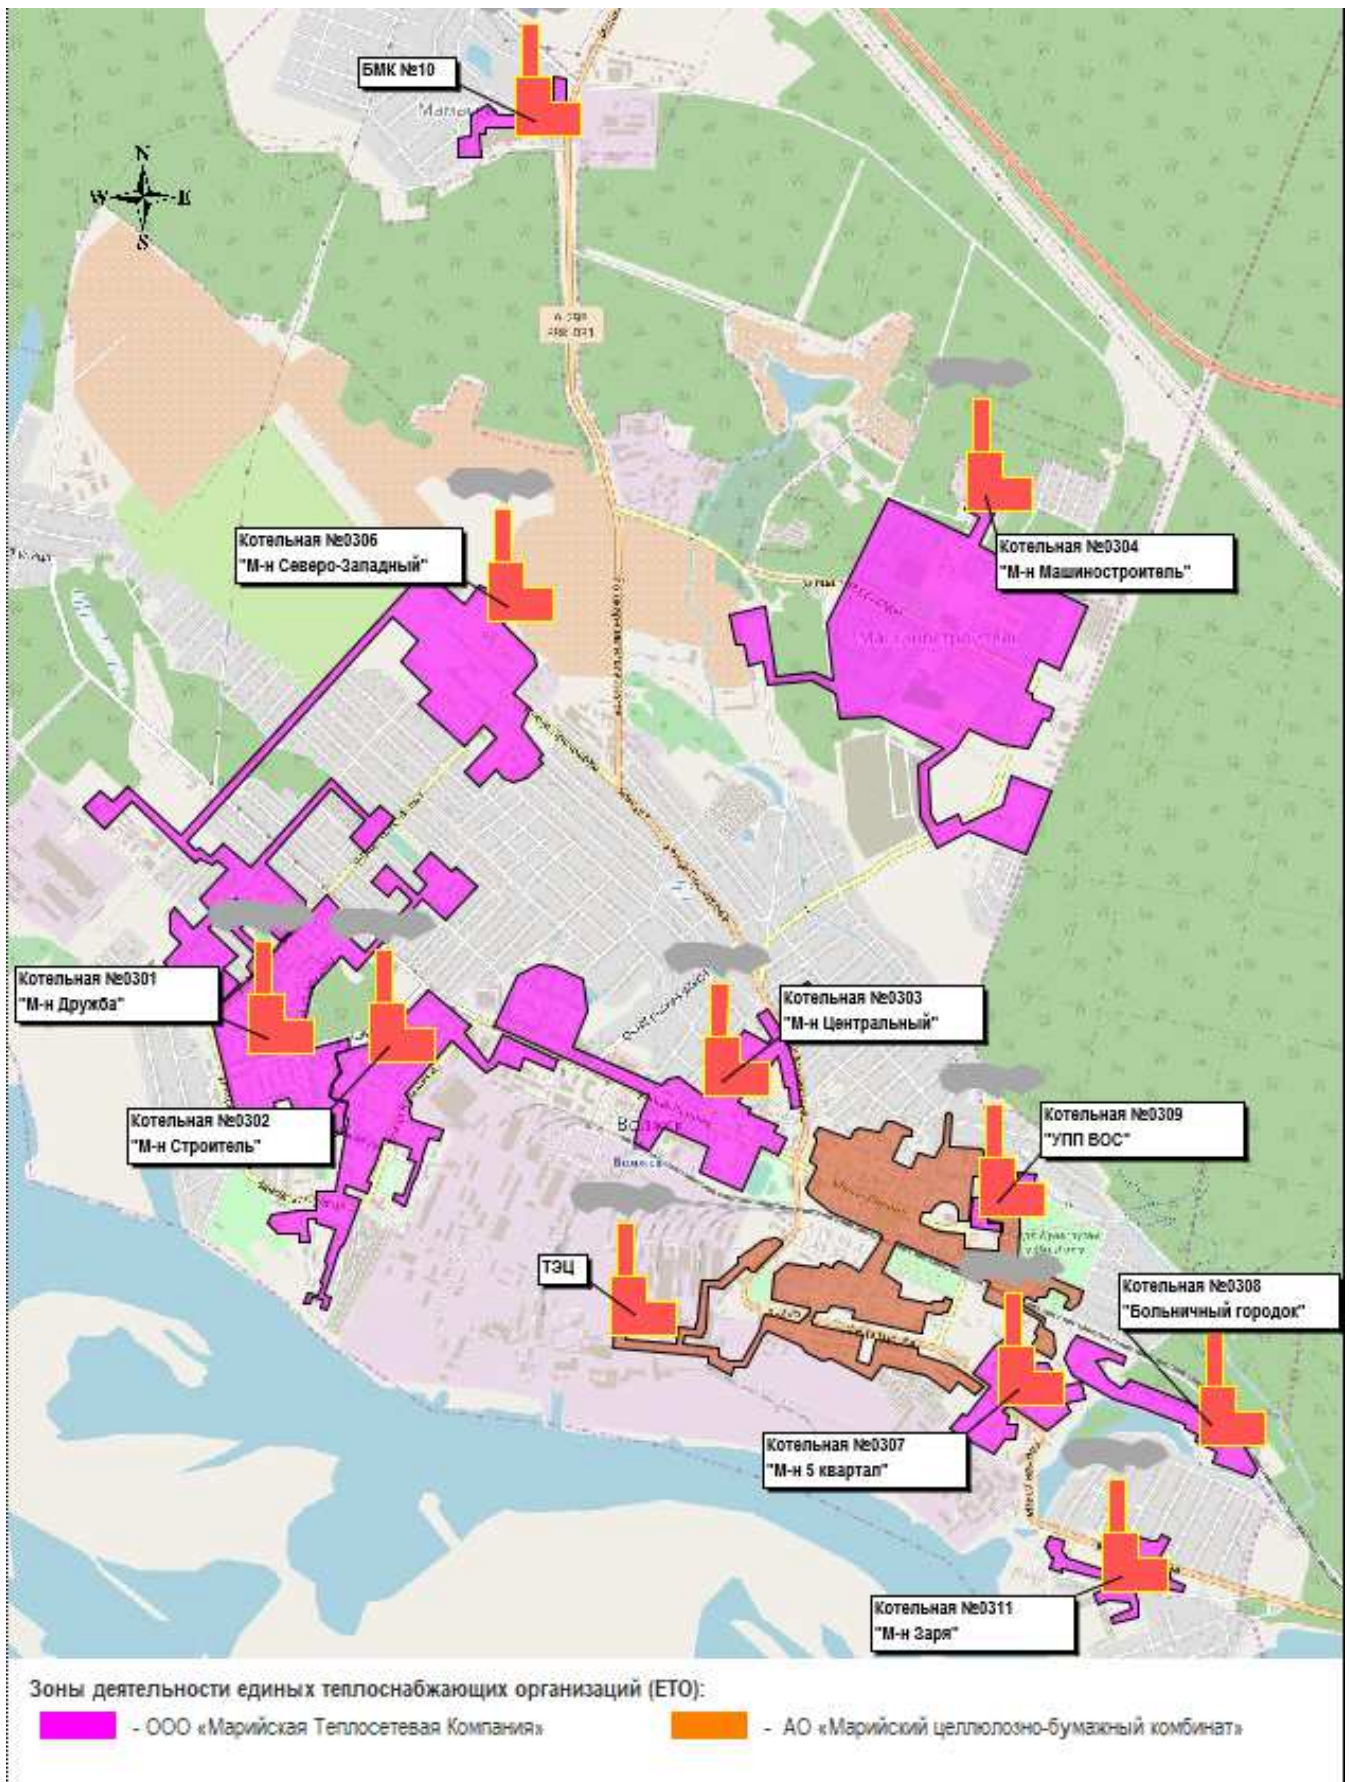 БМК №10
N
W E
S
Котельная №0306
"М-н Северо-Западный"
Котельная №0304
"М-н Машиностроитель"
Машиностроитель
Котельная №0301
"М-н Дружба"
Котельная №0303
"М-н Центральный"
Котельная №0302
"М-н Строитель"
Котельная №0309
"УПП ВОС"
ТЭЦ
Котельная №0308
"Больничный городок"
Котельная №0307
"М-н 5 квартал"
Котельная №0311
"М-н Заря"
Зоны деятельности единых теплоснабжающих организаций (ЕТО):
- ООО «Марийская Теплосетевая Компания»
- АО «Марийский целлюлозно-бумажный комбинат»